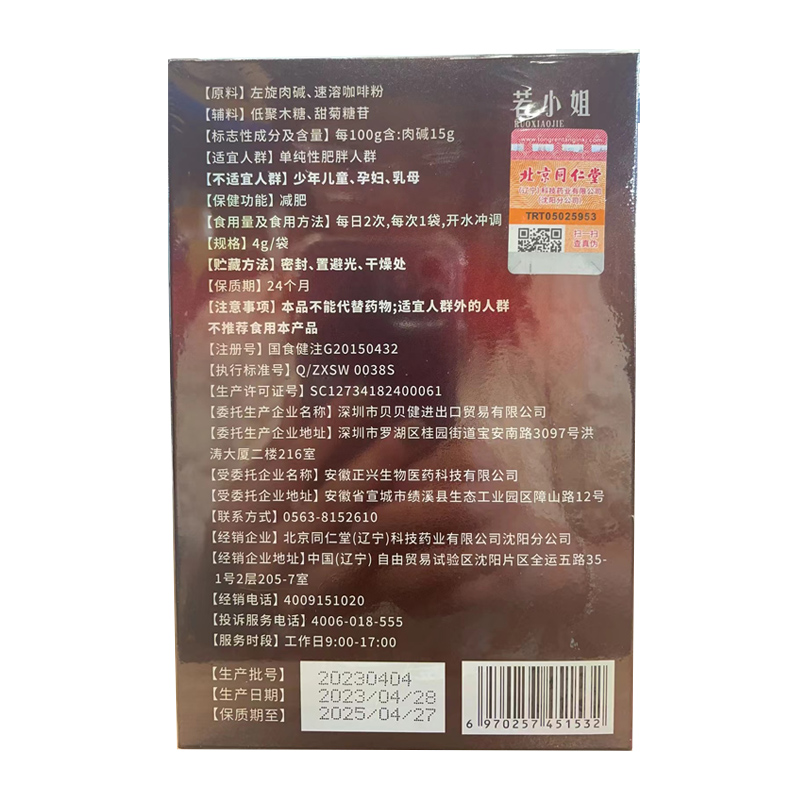 【原料】左旋肉碱、速溶咖啡粉
【辅料】低聚木糖、甜菊糖苷
【标志性成分及含量】每100g含:肉碱15g
【适宜人群】单纯性肥胖人群
【不适宜人群】少年儿童、孕妇、乳母
【保健功能】减肥
【食用量及食用方法】每日2次,每次1袋,开水冲调
【规格】4g/袋
【贮藏方法】密封、置避光、干燥处
【保质期】24个月
【注意事项】本品不能代替药物;适宜人群外的人群
不推荐食用本产品
【注册号】国食健注G20150432
【执行标准号】Q/ZXSW 0038S
【生产许可证号】SC12734182400061
【委托生产企业名称】深圳市贝贝健进出口贸易有限公司
【委托生产企业地址】深圳市罗湖区桂园街道宝安南路3097号洪
涛大厦二楼216室
【受委托企业名称】安徽正兴生物医药科技有限公司
【受委托企业地址】安徽省宣城市绩溪县生态工业园区障山路12号
【联系方式】0563-8152610
【经销企业】北京同仁堂(辽宁)科技药业有限公司沈阳分公司
【经销企业地址】中国(辽宁) 自由贸易试验区沈阳片区全运五路35-
1号2层205-7室
【经销电话】4009151020
【投诉服务电话】4006-018-555
【服务时段】工作日9:00-17:00
【生产批号】20230404
【生产日期】2023/04/28
【保质期至】2025/04/27
若小姐
RUOXIAOJIE
北京同仁堂
(辽宁)科技药业有限公司
(沈阳分公司)
TRT05025953
扫一扫
查真伪
6 970257 451532